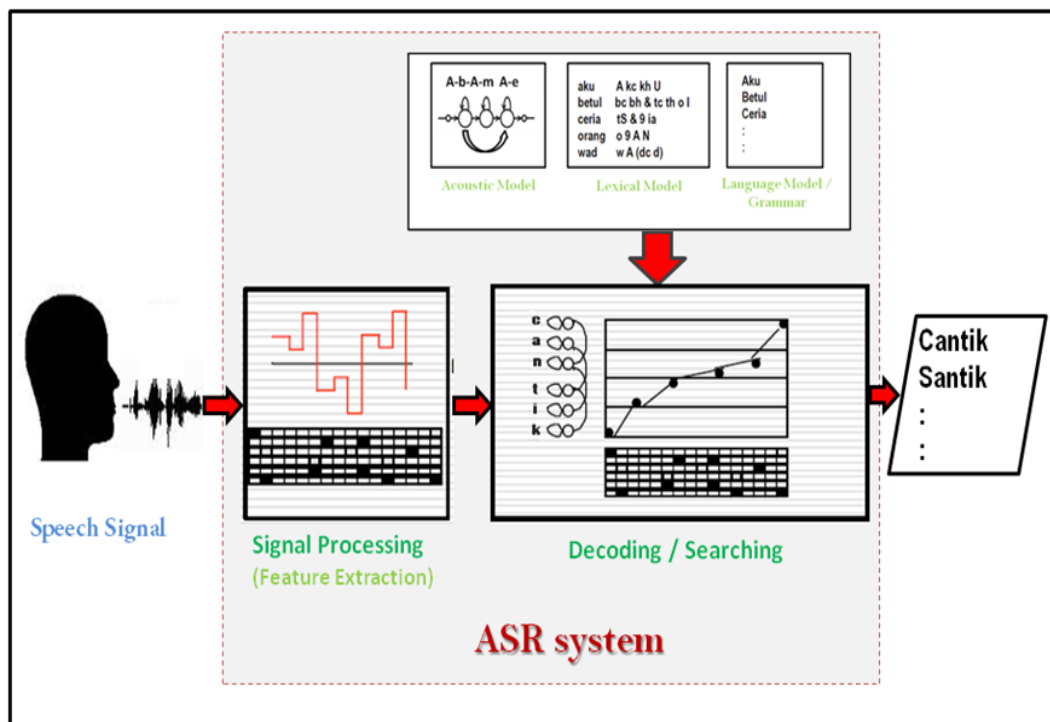 A-b-A-m A-e
Acoustic Model
aku A kc kh U
betul bc bh & tc th o l
ceria tS & 9 ia
orang o 9 A N
wad w A (dc d)
Lexical Model
Aku
Betul
Ceria
:
:
Language Model /
Grammar
Speech Signal
Signal Processing
(Feature Extraction)
c
a
n
t
i
k
Decoding / Searching
Cantik
Santik
:
:
ASR system